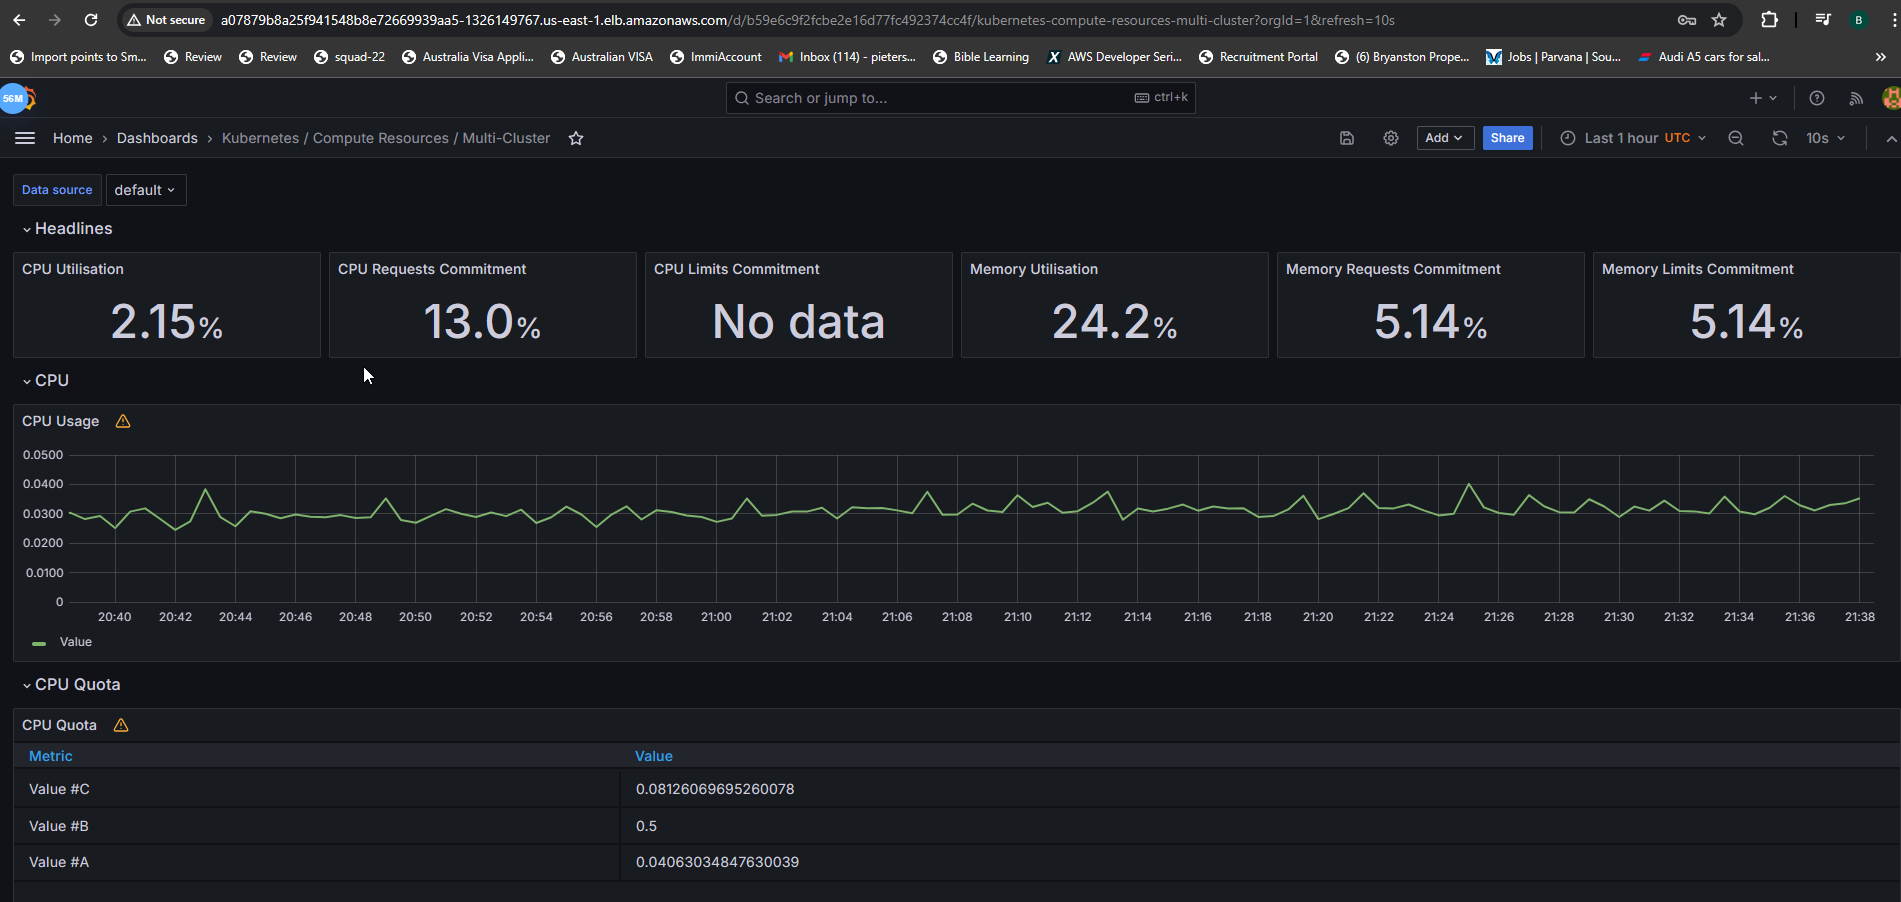 Not secure a07879b8a25f941548b8e72669939aa5-1326149767.us-east-1.elb.amazonaws.com/d/b59e6c9f2fcbe2e16d77fc492374cc4f/kubernetes-compute-resources-multi-cluster?orgId=1&refresh=10s B
Import points to Sm... Review Review squad-22 Australia Visa Appli... Australian VISA ImmiAccount Inbox (114) - pieters... Bible Learning AWS Developer Seri... Recruitment Portal (6) Bryanston Prope... Jobs | Parvana | Sou... Audi A5 cars for sal... »
56M Search or jump to... ctrl+k
Home › Dashboards › Kubernetes / Compute Resources / Multi-Cluster Add Share Last 1 hour UTC 10s
Data source default
Headlines
CPU Utilisation CPU Requests Commitment CPU Limits Commitment Memory Utilisation Memory Requests Commitment Memory Limits Commitment
2.15% 13.0% No data 24.2% 5.14% 5.14%
CPU
CPU Usage
0.0500
0.0400
0.0300
0.0200
0.0100
0
20:40 20:42 20:44 20:46 20:48 20:50 20:52 20:54 20:56 20:58 21:00 21:02 21:04 21:06 21:08 21:10 21:12 21:14 21:16 21:18 21:20 21:22 21:24 21:26 21:28 21:30 21:32 21:34 21:36 21:38
Value
CPU Quota
CPU Quota
Metric Value
Value #C 0.08126069695260078
Value #B 0.5
Value #A 0.04063034847630039